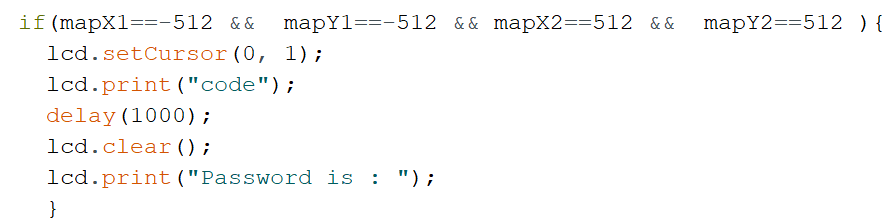 if(mapX1==-512 &&  mapY1==-512 && mapX2==512 &&  mapY2==512 ){
  lcd.setCursor(0, 1);
  lcd.print("code");
  delay(1000);
  lcd.clear();
  lcd.print("Password is : ");
  }